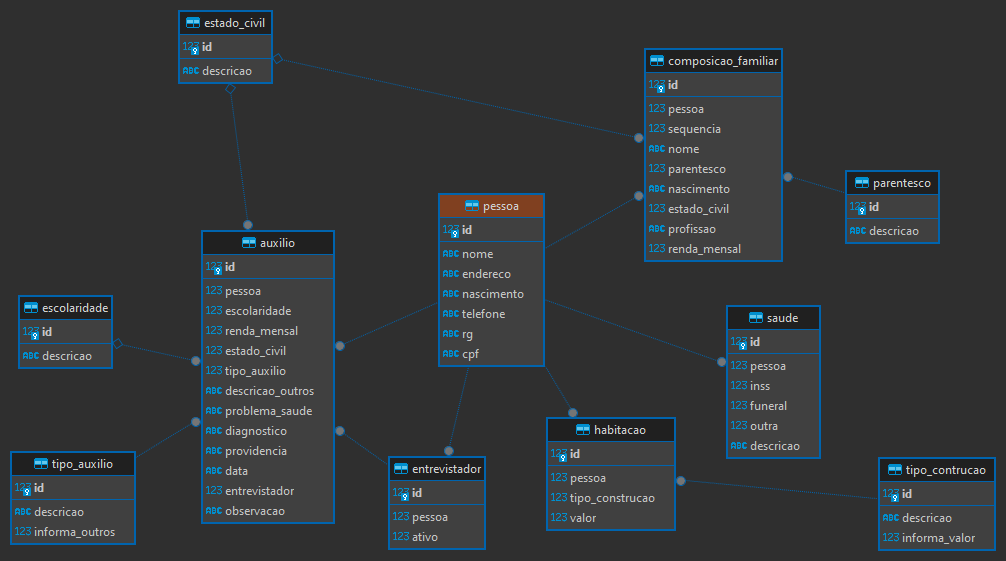 estado_civil
123 id
ABC descricao
composicao_familiar
123 id
123 pessoa
123 sequencia
ABC nome
123 parentesco
123 nascimento
123 estado_civil
123 profissao
123 renda_mensal
parentesco
123 id
ABC descricao
pessoa
123 id
ABC nome
ABC endereco
ABC nascimento
ABC telefone
ABC rg
ABC cpf
auxilio
123 id
123 pessoa
123 escolaridade
123 renda_mensal
123 estado_civil
123 tipo_auxilio
ABC descricao_outros
ABC problema_saude
ABC diagnostico
ABC providencia
ABC data
123 entrevistador
ABC observacao
escolaridade
123 id
ABC descricao
saude
123 id
123 pessoa
123 inss
123 funeral
123 outra
ABC descricao
habitacao
123 id
123 pessoa
123 tipo_construcao
123 valor
tipo_auxilio
123 id
ABC descricao
123 informa_outros
entrevistador
123 id
123 pessoa
123 ativo
tipo_contrucao
123 id
ABC descricao
123 informa_valor